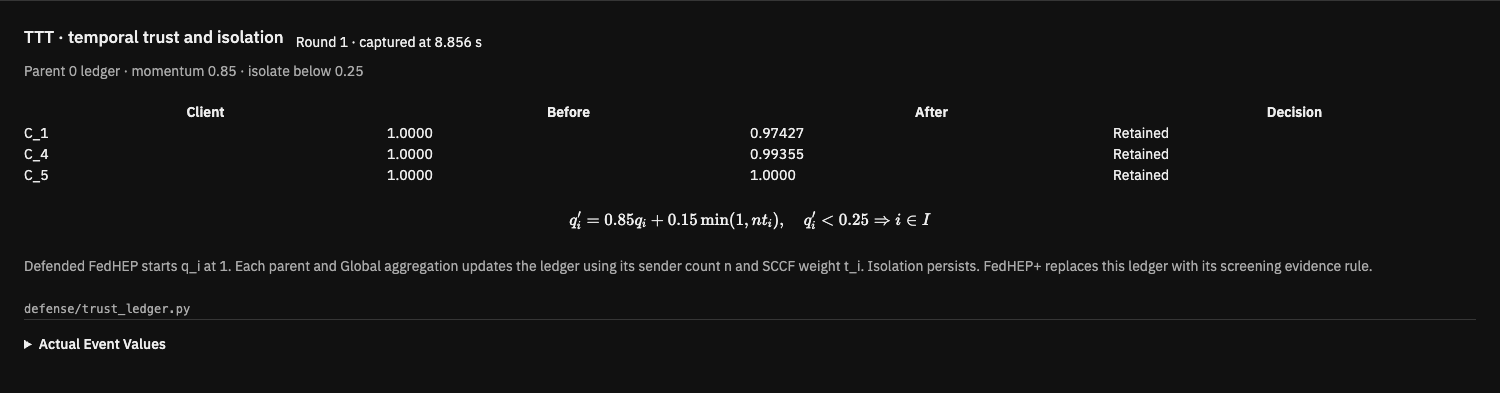 TTT · temporal trust and isolation Round 1 · captured at 8.856 s
Parent 0 ledger · momentum 0.85 · isolate below 0.25
Client Before After Decision
C_1 1.0000 0.97427 Retained
C_4 1.0000 0.99355 Retained
C_5 1.0000 1.0000 Retained
q′ᵢ = 0.85qᵢ + 0.15 min(1, ntᵢ), q′ᵢ < 0.25 ⇒ i ∈ I
Defended FedHEP starts q_i at 1. Each parent and Global aggregation updates the ledger using its sender count n and SCCF weight t_i. Isolation persists. FedHEP+ replaces this ledger with its screening evidence rule.
defense/trust_ledger.py
▶ Actual Event Values